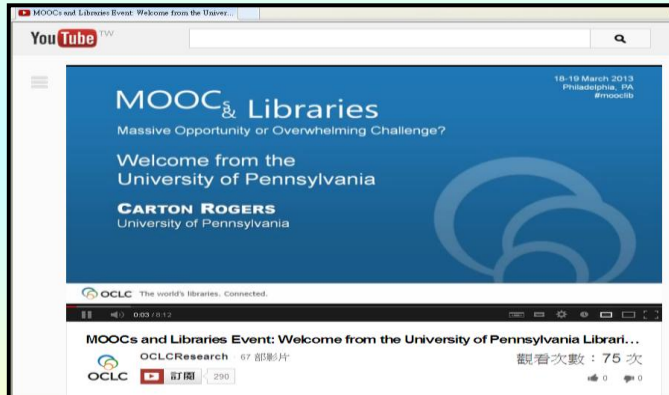 MOOCs and Libraries Event: Welcome from the Univer...
YouTube TW
18-19 March 2013
Philadelphia, PA
#mooclib
MOOCs & Libraries
Massive Opportunity or Overwhelming Challenge?
Welcome from the
University of Pennsylvania
CARTON ROGERS
University of Pennsylvania
OCLC The world's libraries. Connected.
0:03 / 8:12
MOOCs and Libraries Event: Welcome from the University of Pennsylvania Librari...
OCLCResearch · 67 部影片
觀看次數：75 次
OCLC 訂閱 290
0 0